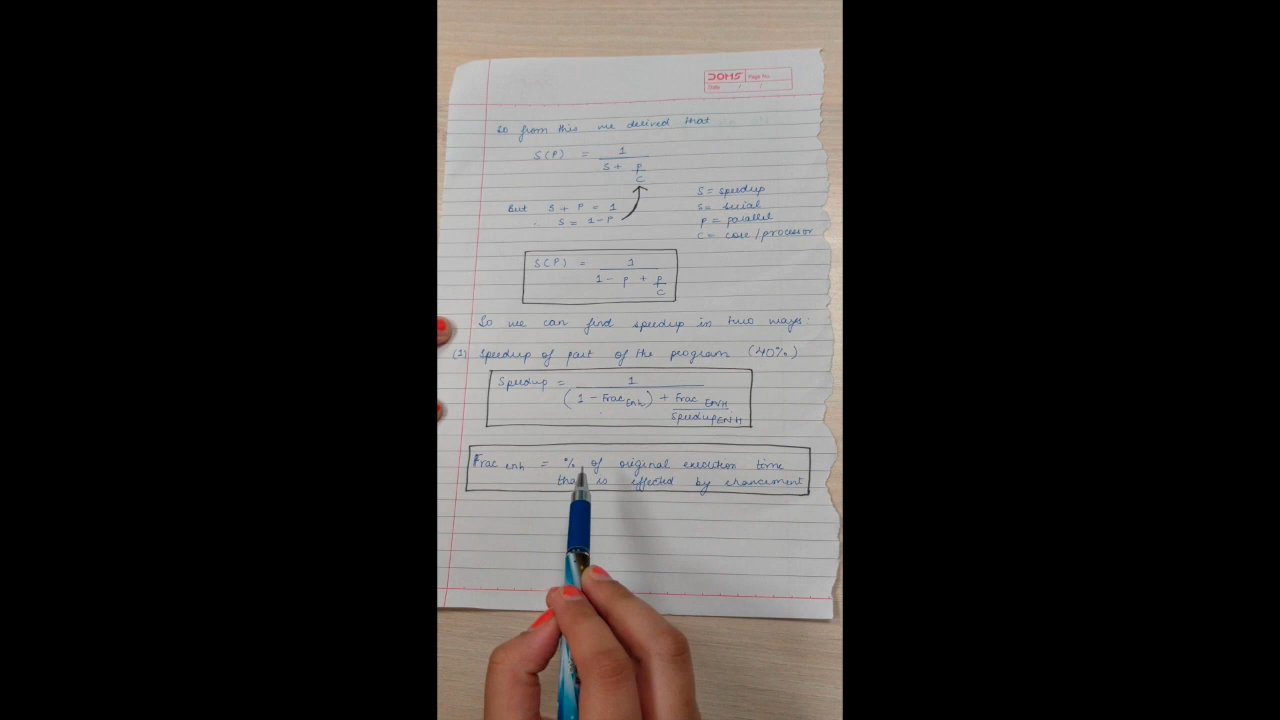 DOMS Page No.
Date / /
So from this we derived that
S(P) = 1
S + P
C
But S + P = 1
∴ S = 1 - P
S = speedup
S = serial
P = parallel
C = core / processor
S(P) = 1
1 - P + P
C
So we can find speedup in two ways:
(1) Speedup of part of the program (40%)
Speedup = 1
(1 - Frac Enh) + Frac ENH
Speedup ENH
Frac enh = % of original execution time
that is effected by enancement